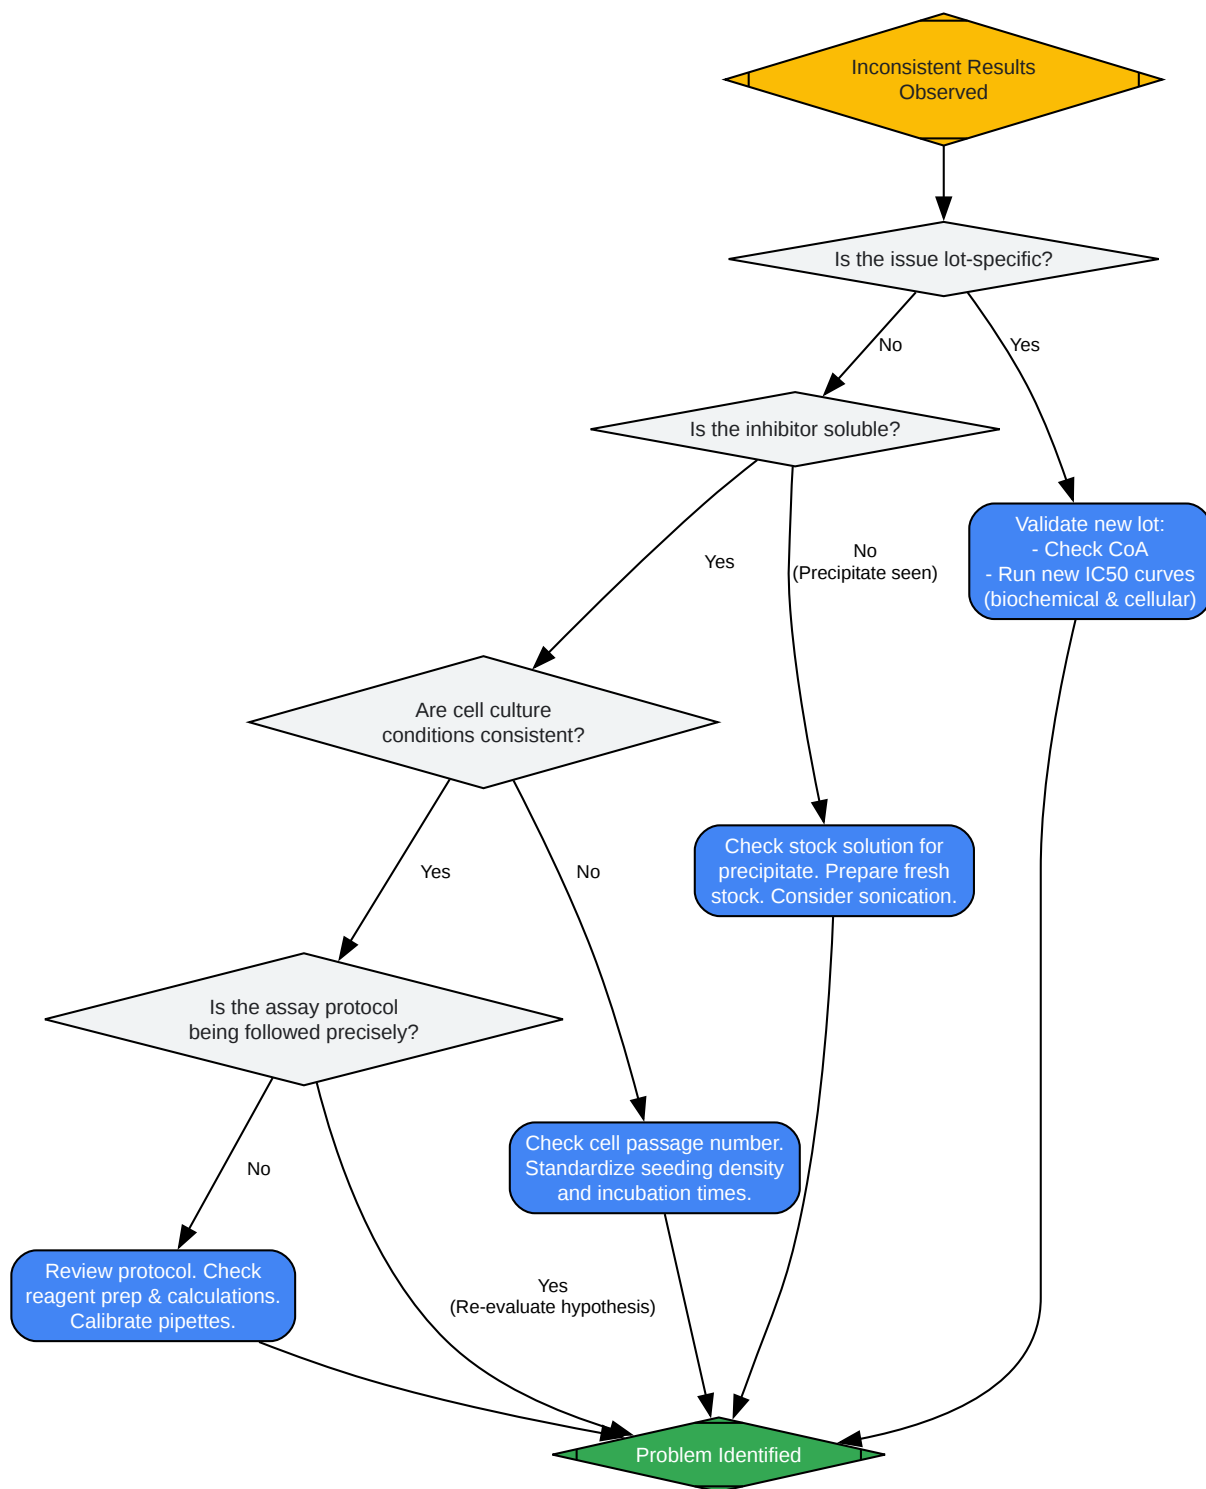 Inconsistent Results
Observed
Is the issue lot-specific?
No
Yes
Is the inhibitor soluble?
Yes
No
(Precipitate seen)
Validate new lot:
- Check CoA
- Run new IC50 curves
(biochemical & cellular)
Are cell culture
conditions consistent?
Yes
No
Check stock solution for
precipitate. Prepare fresh
stock. Consider sonication.
Is the assay protocol
being followed precisely?
No
Yes
(Re-evaluate hypothesis)
Check cell passage number.
Standardize seeding density
and incubation times.
Review protocol. Check
reagent prep & calculations.
Calibrate pipettes.
Problem Identified